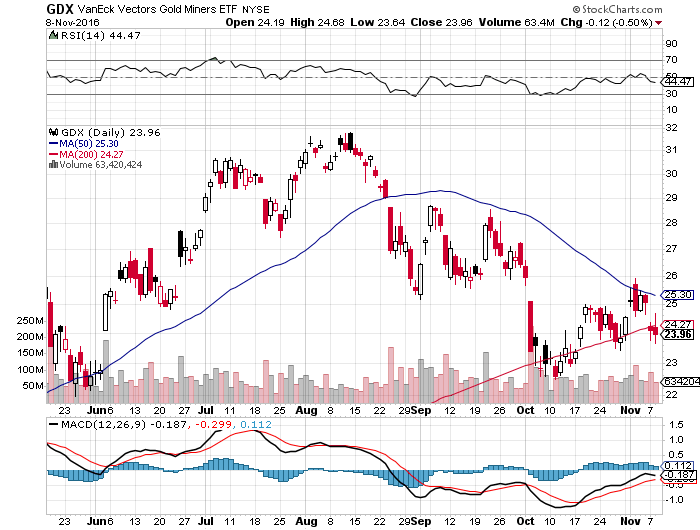 GDX VanEck Vectors Gold Miners ETF NYSE
© StockCharts.com
8-Nov-2016
Open 24.19 High 24.68 Low 23.64 Close 23.96 Volume 63.4M Chg -0.12 (-0.50%)
RSI(14) 44.47
90
70
50
44.47
30
10
GDX (Daily) 23.96
MA(50) 25.30
MA(200) 24.27
Volume 63,420,424
32
31
30
29
28
27
26
25.30
25
24.27
23.96
23
22
250M
200M
150M
100M
50M
634204
23 Jun 6 13 20 27 Jul 11 18 25 Aug 8 15 22 29 Sep 12 19 26 Oct 10 17 24 Nov 7
MACD(12,26,9) -0.187, -0.299, 0.112
1.5
1.0
0.5
0.112
-0.187
-0.5
-1.0
23 Jun 6 13 20 27 Jul 11 18 25 Aug 8 15 22 29 Sep 12 19 26 Oct 10 17 24 Nov 7